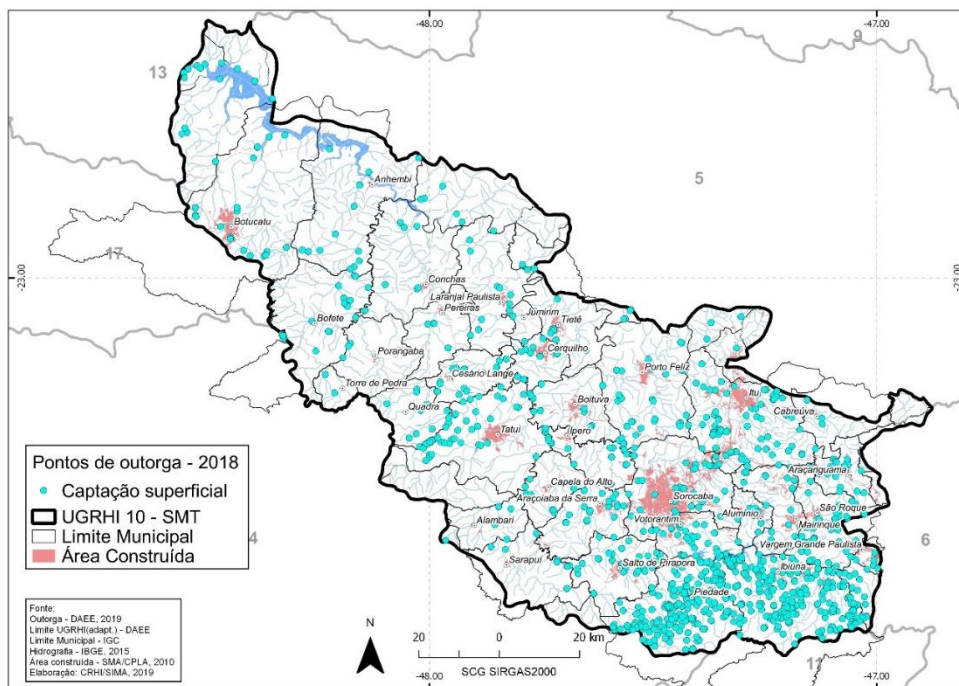 -48.00
-47.00
9
13
5
Anhembi
Botucatu
17
-23.00
-23.00
Conchas
Laranjal Paulista
Pereiras
Jumirim
Tietê
Bofete
Cerquilho
Porangaba
Porto Feliz
Cesário Lange
Torre de Pedra
Itu
Quadra
Boituva
Cabreúva
Tatuí
Iperó
Pontos de outorga - 2018
Captação superficial
UGRHI 10 - SMT
Limite Municipal
Área Construída
Araçariguama
Capela do Alto
Sorocaba
Araçoiaba da Serra
São Roque
Alumínio
Votorantim
Mairinque
Alambari
4
6
Vargem Grande Paulista
Sarapuí
Salto de Pirapora
Ibiúna
Piedade
Fonte:
Outorga - DAEE, 2019
Limite UGRHI(adapt.) - DAEE
Limite Municipal - IGC
Hidrografia - IBGE, 2015
Área construída - SMA/CPLA, 2010
Elaboração: CRHI/SIMA, 2019
N
20 0 20 km
SCG SIRGAS2000
11
-48.00
-47.00